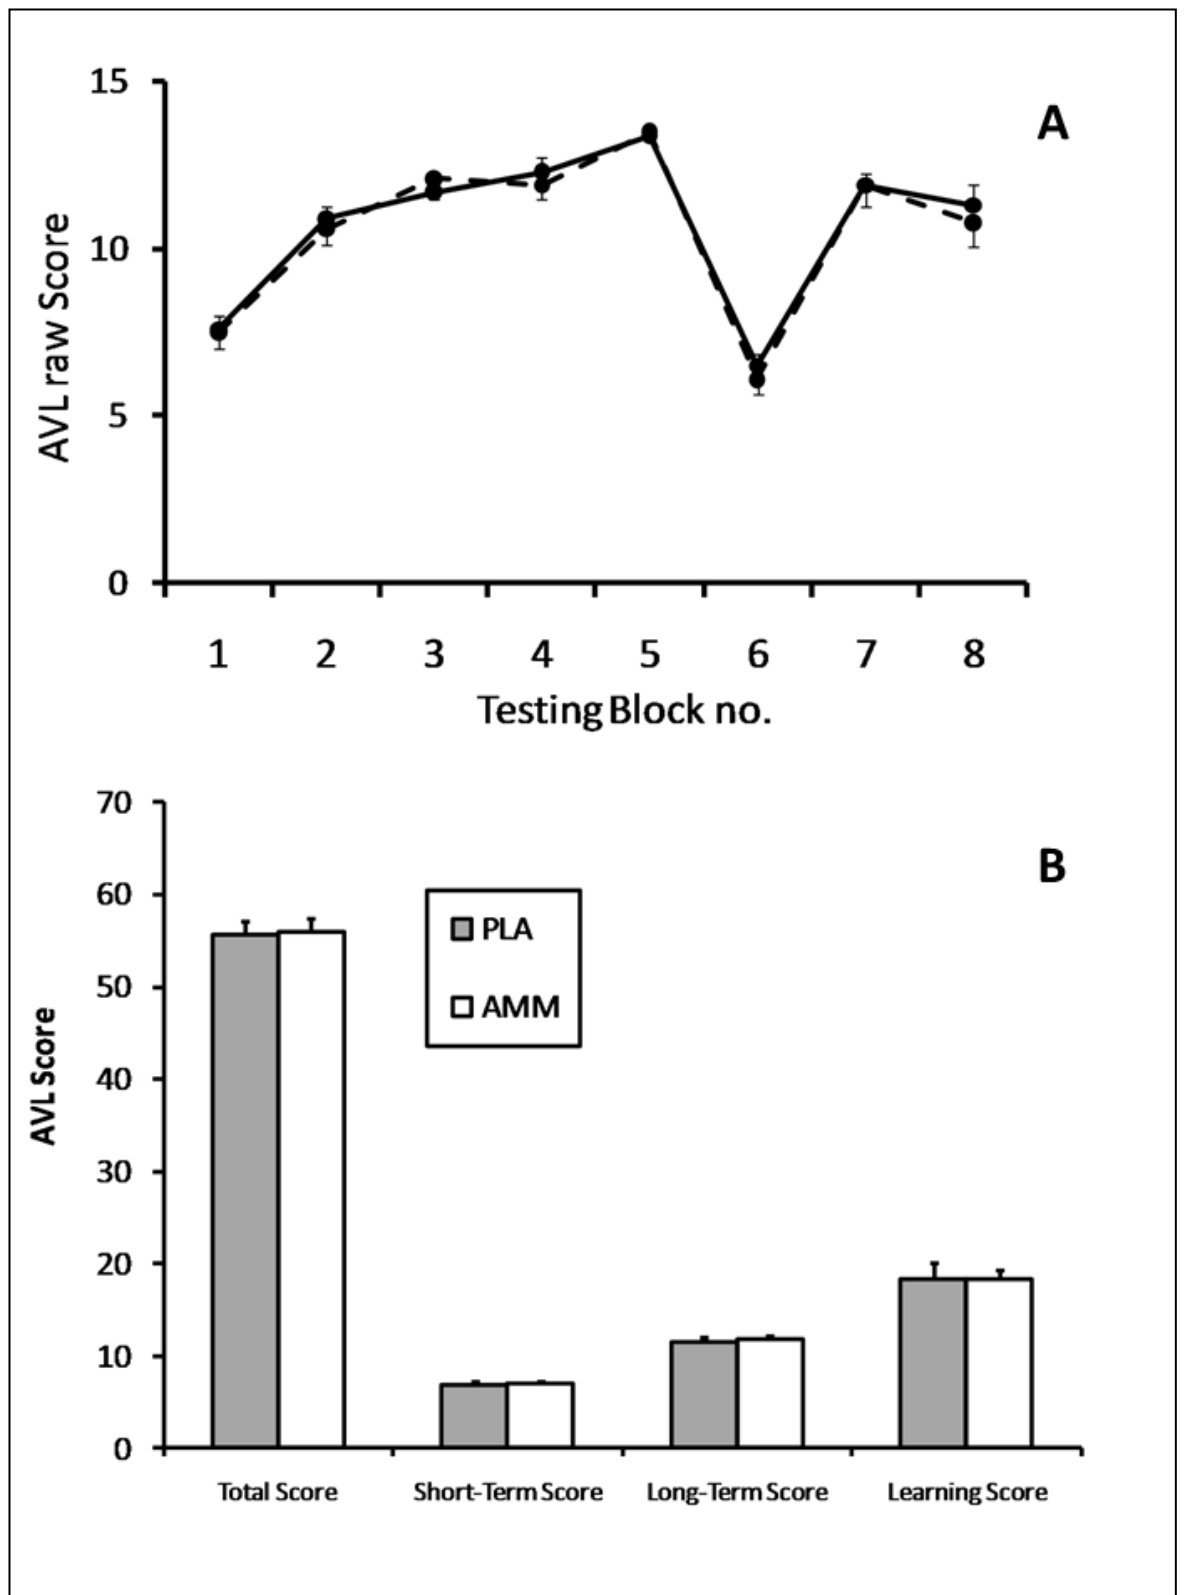 A
15
10
5
0
AVL raw Score
1 2 3 4 5 6 7 8
Testing Block no.
B
70
60
50
40
30
20
10
0
AVL Score
PLA
AMM
Total Score Short-Term Score Long-Term Score Learning Score